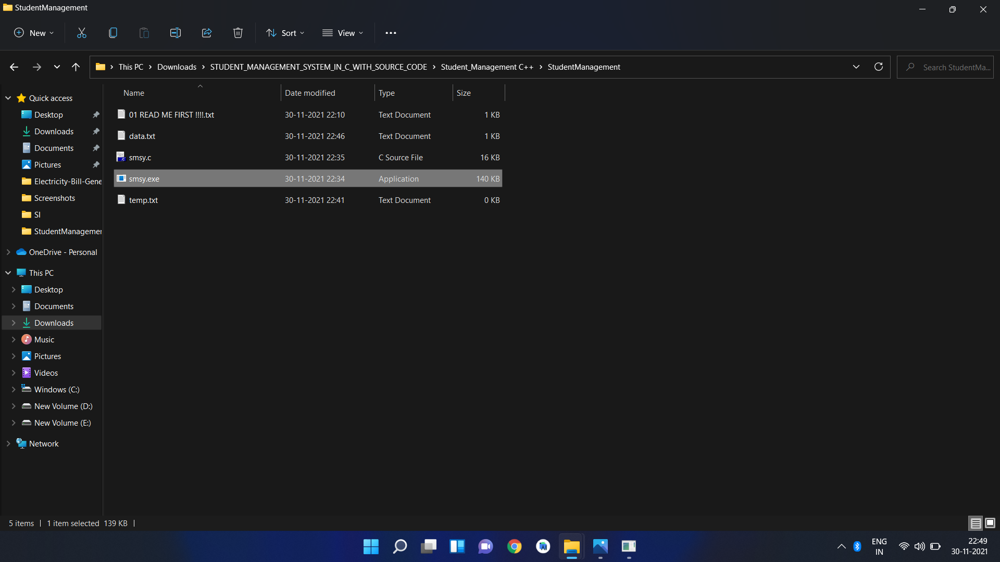 StudentManagement
New
Sort
View
This PC > Downloads > STUDENT_MANAGEMENT_SYSTEM_IN_C_WITH_SOURCE_CODE > Student_Management C++ > StudentManagement
Search StudentMa...
Name Date modified Type Size
01 READ ME FIRST !!!!.txt 30-11-2021 22:10 Text Document 1 KB
data.txt 30-11-2021 22:46 Text Document 1 KB
smsy.c 30-11-2021 22:35 C Source File 16 KB
smsy.exe 30-11-2021 22:34 Application 140 KB
temp.txt 30-11-2021 22:41 Text Document 0 KB
Quick access
Desktop
Downloads
Documents
Pictures
Electricity-Bill-Gene
Screenshots
SI
StudentManagemer
OneDrive - Personal
This PC
Desktop
Documents
Downloads
Music
Pictures
Videos
Windows (C:)
New Volume (D:)
New Volume (E:)
Network
5 items | 1 item selected 139 KB |
ENG
IN
22:49
30-11-2021